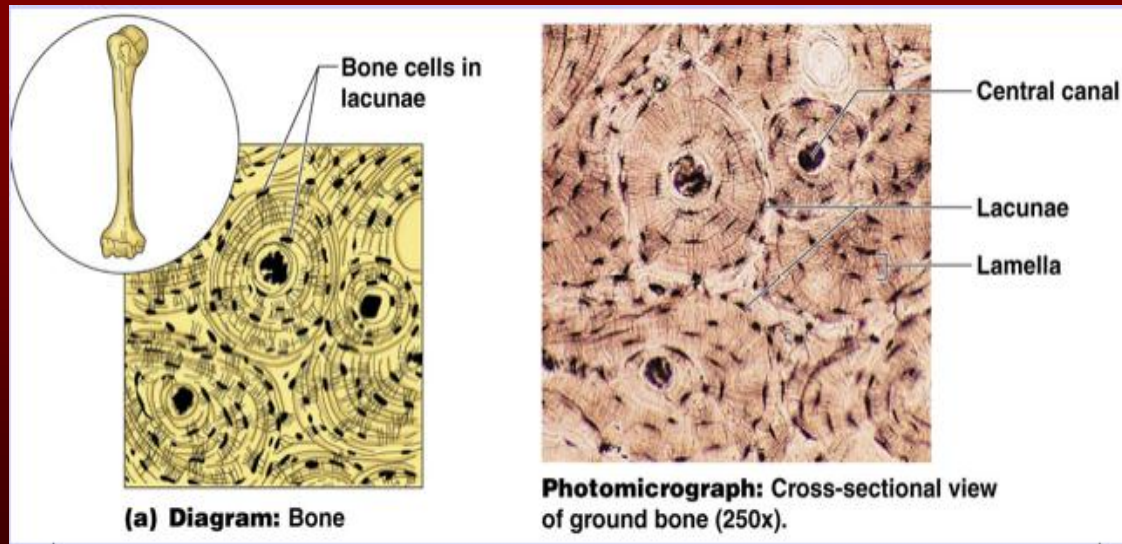 Bone cells in
lacunae
(a) Diagram: Bone
Central canal
Lacunae
Lamella
Photomicrograph: Cross-sectional view
of ground bone (250x).